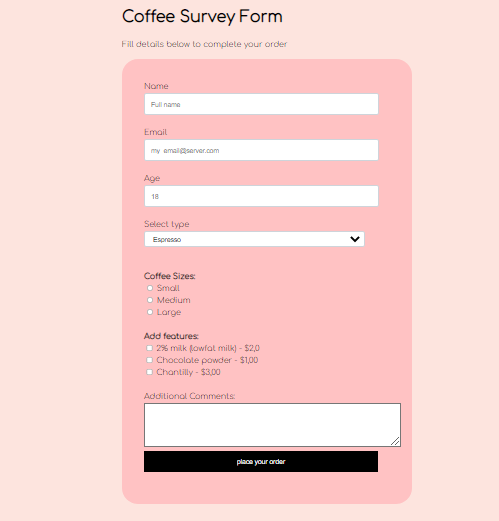 Coffee Survey Form
Fill details below to complete your order
Name
Full name
Email
my email@server.com
Age
18
Select type
Espresso
Coffee Sizes:
Small
Medium
Large
Add features:
2% milk (lowfat milk) - $2,0
Chocolate powder - $1,00
Chantilly - $3,00
Additional Comments:
place your order